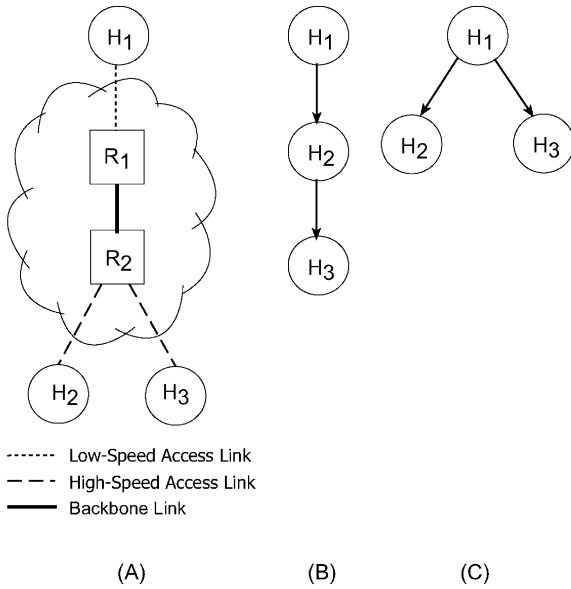 H1
R1
R2
H2
H3
Low-Speed Access Link
High-Speed Access Link
Backbone Link
(A)
H1
H2
H3
(B)
H1
H2
H3
(C)